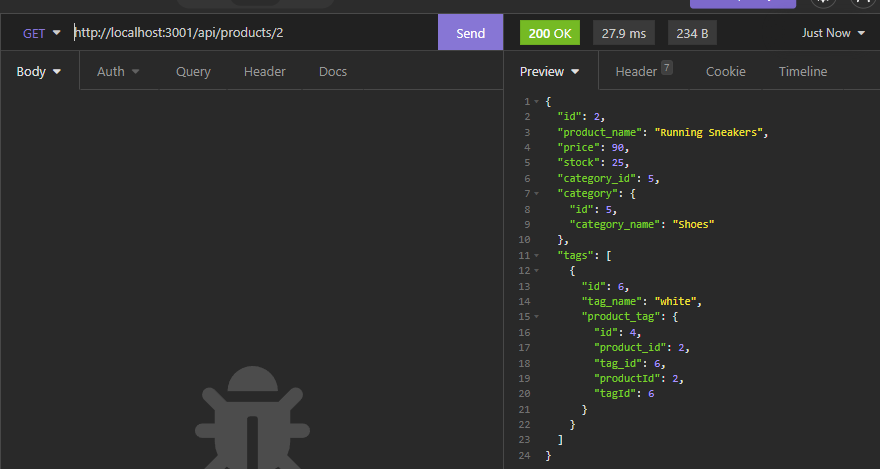 GET http://localhost:3001/api/products/2 Send 200 OK 27.9 ms 234 B Just Now
Body Auth Query Header Docs Preview Header 7 Cookie Timeline
1 {
2 "id": 2,
3 "product_name": "Running Sneakers",
4 "price": 90,
5 "stock": 25,
6 "category_id": 5,
7 "category": {
8 "id": 5,
9 "category_name": "Shoes"
10 },
11 "tags": [
12 {
13 "id": 6,
14 "tag_name": "white",
15 "product_tag": {
16 "id": 4,
17 "product_id": 2,
18 "tag_id": 6,
19 "productId": 2,
20 "tagId": 6
21 }
22 }
23 ]
24 }